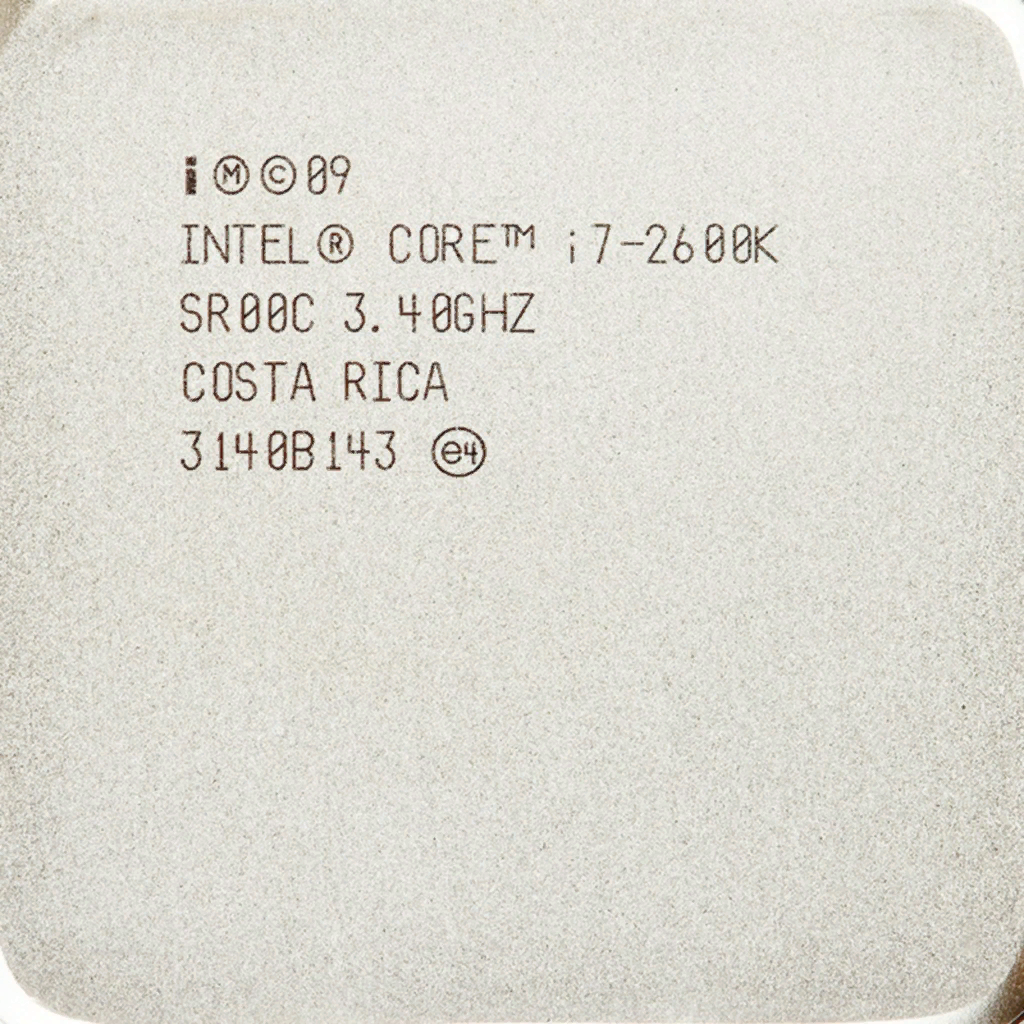 i Ⓜ © 09
INTEL® CORE™ i7-2600K
SR00C 3.40GHZ
COSTA RICA
3140B143 ⓔ4